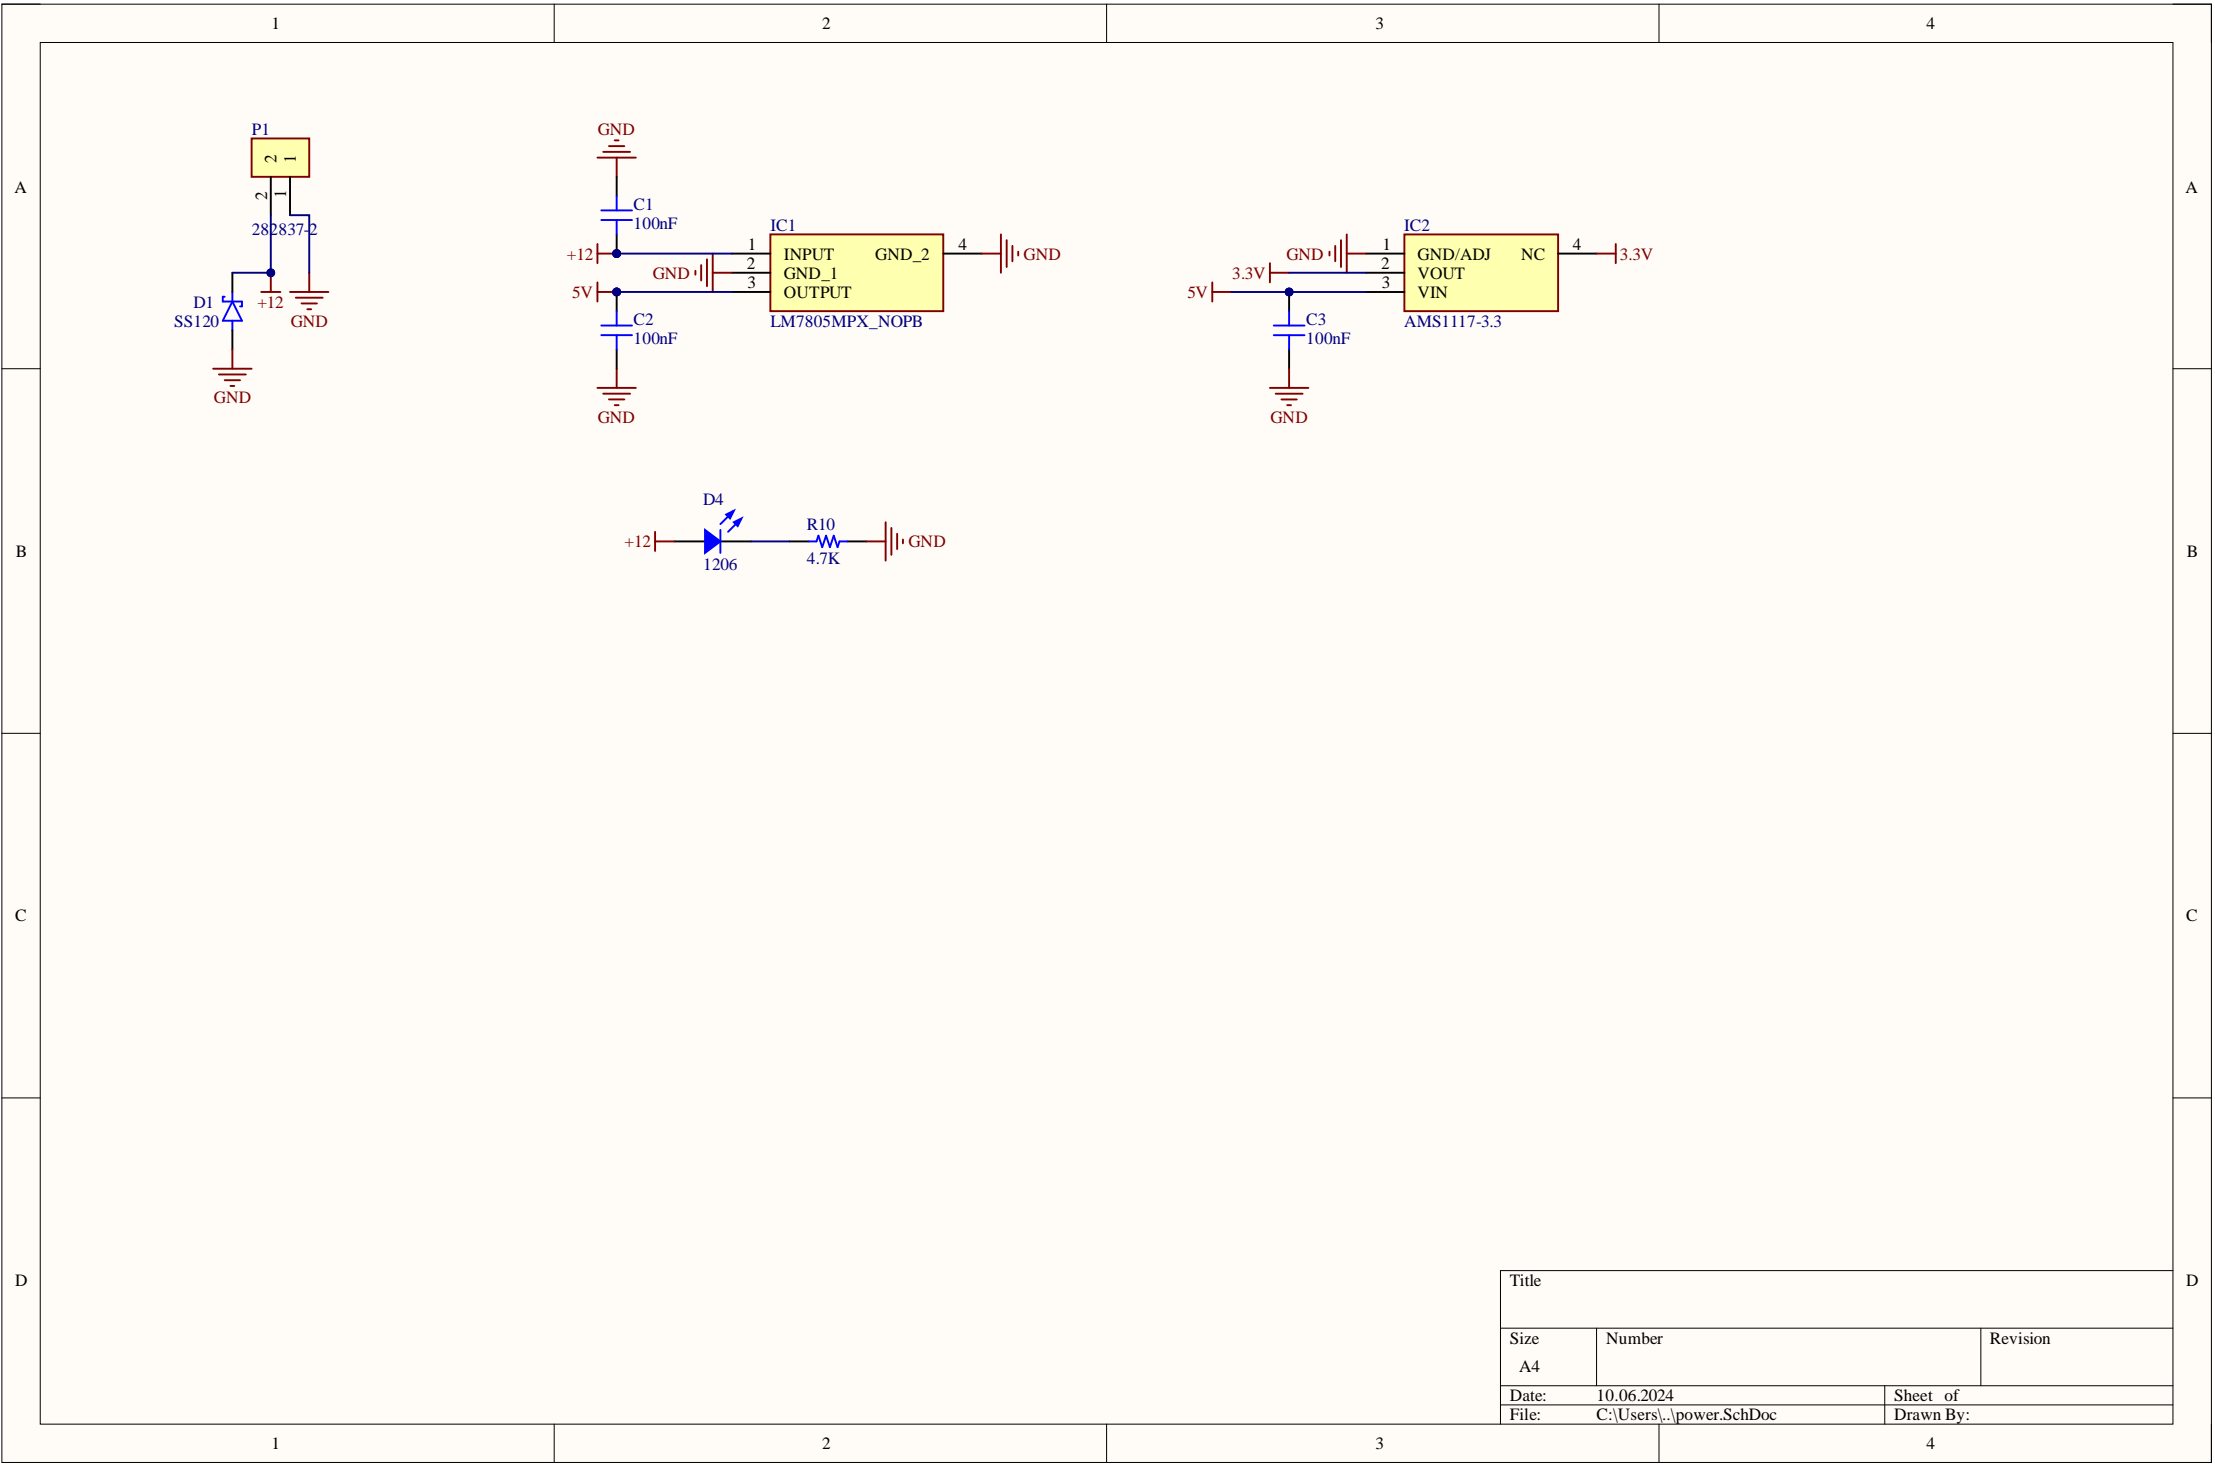 1 2 3 4
A A
P1
2 1
2 1
282837-2
D1
SS120
+12
GND
GND
GND
C1
100nF
+12
GND
5V
C2
100nF
GND
IC1
1 INPUT GND_2 4 GND
2 GND_1
3 OUTPUT
LM7805MPX_NOPB
IC2
GND 1 GND/ADJ NC 4 3.3V
3.3V 2 VOUT
5V 3 VIN
AMS1117-3.3
C3
100nF
GND
B B
D4
+12
1206
R10
4.7K
GND
C C
D D
Title
Size Number Revision
A4
Date: 10.06.2024 Sheet of
File: C:\Users\..\power.SchDoc Drawn By:
1 2 3 4